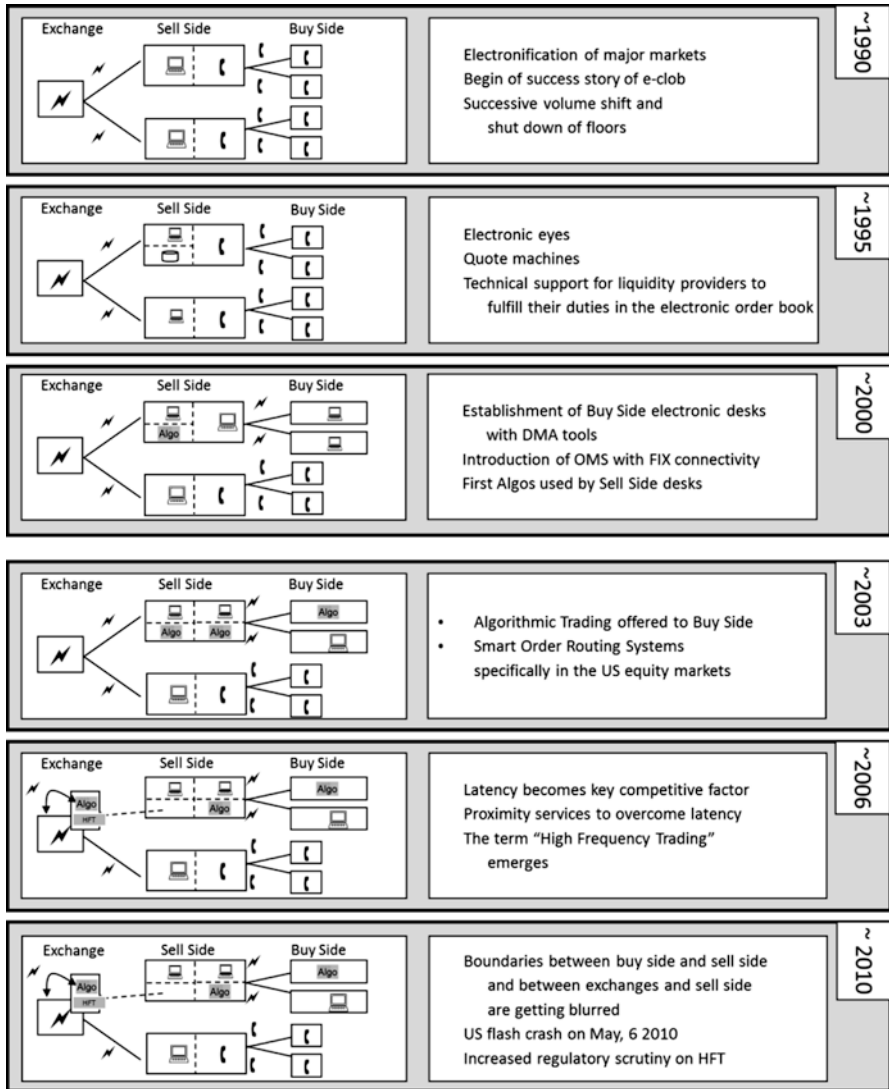 Exchange Sell Side Buy Side
Electronification of major markets
Begin of success story of e-clob
Successive volume shift and
shut down of floors
~1990
Exchange Sell Side Buy Side
Electronic eyes
Quote machines
Technical support for liquidity providers to
fulfill their duties in the electronic order book
~1995
Exchange Sell Side Buy Side
Algo
Establishment of Buy Side electronic desks
with DMA tools
Introduction of OMS with FIX connectivity
First Algos used by Sell Side desks
~2000
Exchange Sell Side Buy Side
Algo
Algo Algo
• Algorithmic Trading offered to Buy Side
• Smart Order Routing Systems
specifically in the US equity markets
~2003
Exchange Sell Side Buy Side
Algo
Algo
HFT
Algo
Latency becomes key competitive factor
Proximity services to overcome latency
The term “High Frequency Trading”
emerges
~2006
Exchange Sell Side Buy Side
Algo
Algo
HFT
Algo
Boundaries between buy side and sell side
and between exchanges and sell side
are getting blurred
US flash crash on May, 6 2010
Increased regulatory scrutiny on HFT
~ 2010